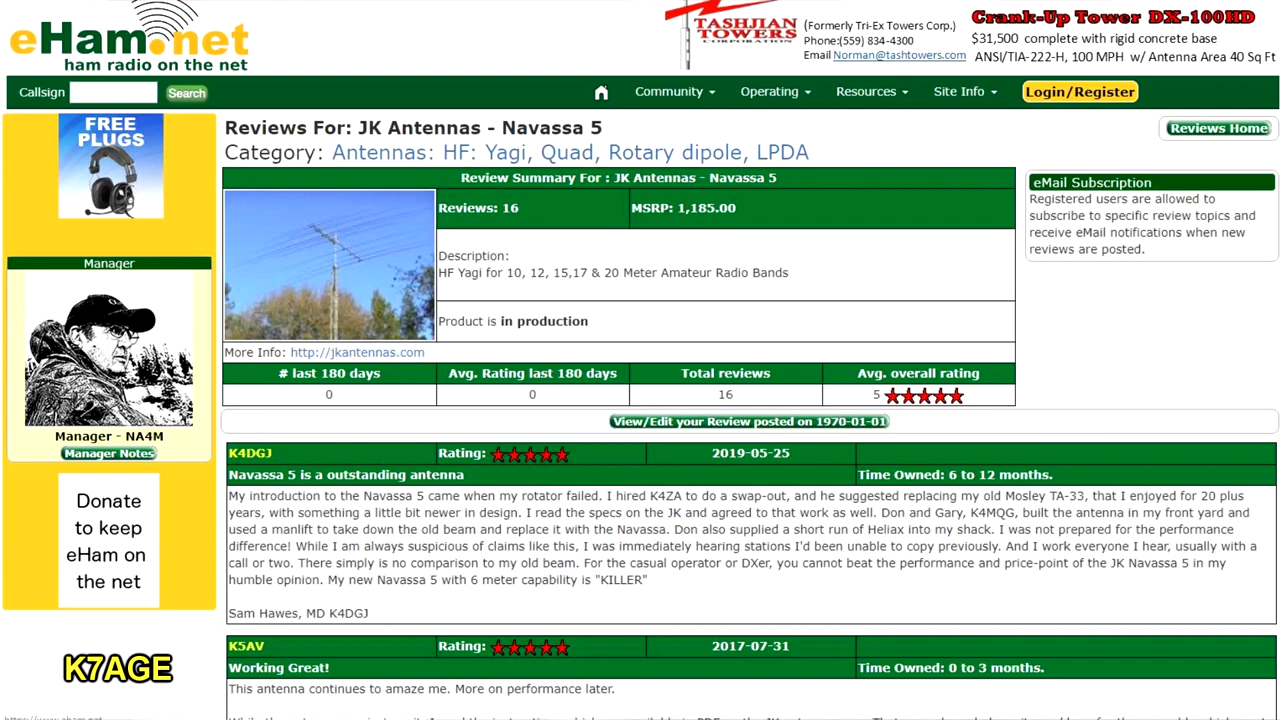 eHam.net
ham radio on the net
TASHJIAN
TOWERS
CORPORATION
(Formerly Tri-Ex Towers Corp.)
Phone:(559) 834-4300
Email Norman@tashtowers.com
Crank-Up Tower DX-100HD
$31,500 complete with rigid concrete base
ANSI/TIA-222-H, 100 MPH w/ Antenna Area 40 Sq Ft
Callsign Search Community Operating Resources Site Info Login/Register
FREE
PLUGS
Manager
Manager - NA4M
Manager Notes
Donate
to keep
eHam on
the net
K7AGE
Reviews For: JK Antennas - Navassa 5
Reviews Home
Category: Antennas: HF: Yagi, Quad, Rotary dipole, LPDA
Review Summary For : JK Antennas - Navassa 5
Reviews: 16 MSRP: 1,185.00
Description:
HF Yagi for 10, 12, 15,17 & 20 Meter Amateur Radio Bands
Product is in production
More Info: http://jkantennas.com
# last 180 days Avg. Rating last 180 days Total reviews Avg. overall rating
0 0 16 5
eMail Subscription
Registered users are allowed to
subscribe to specific review topics and
receive eMail notifications when new
reviews are posted.
View/Edit your Review posted on 1970-01-01
K4DGJ Rating: 2019-05-25
Navassa 5 is a outstanding antenna Time Owned: 6 to 12 months.
My introduction to the Navassa 5 came when my rotator failed. I hired K4ZA to do a swap-out, and he suggested replacing my old Mosley TA-33, that I enjoyed for 20 plus
years, with something a little bit newer in design. I read the specs on the JK and agreed to that work as well. Don and Gary, K4MQG, built the antenna in my front yard and
used a manlift to take down the old beam and replace it with the Navassa. Don also supplied a short run of Heliax into my shack. I was not prepared for the performance
difference! While I am always suspicious of claims like this, I was immediately hearing stations I'd been unable to copy previously. And I work everyone I hear, usually with a
call or two. There simply is no comparison to my old beam. For the casual operator or DXer, you cannot beat the performance and price-point of the JK Navassa 5 in my
humble opinion. My new Navassa 5 with 6 meter capability is "KILLER"
Sam Hawes, MD K4DGJ
K5AV Rating: 2017-07-31
Working Great! Time Owned: 0 to 3 months.
This antenna continues to amaze me. More on performance later.